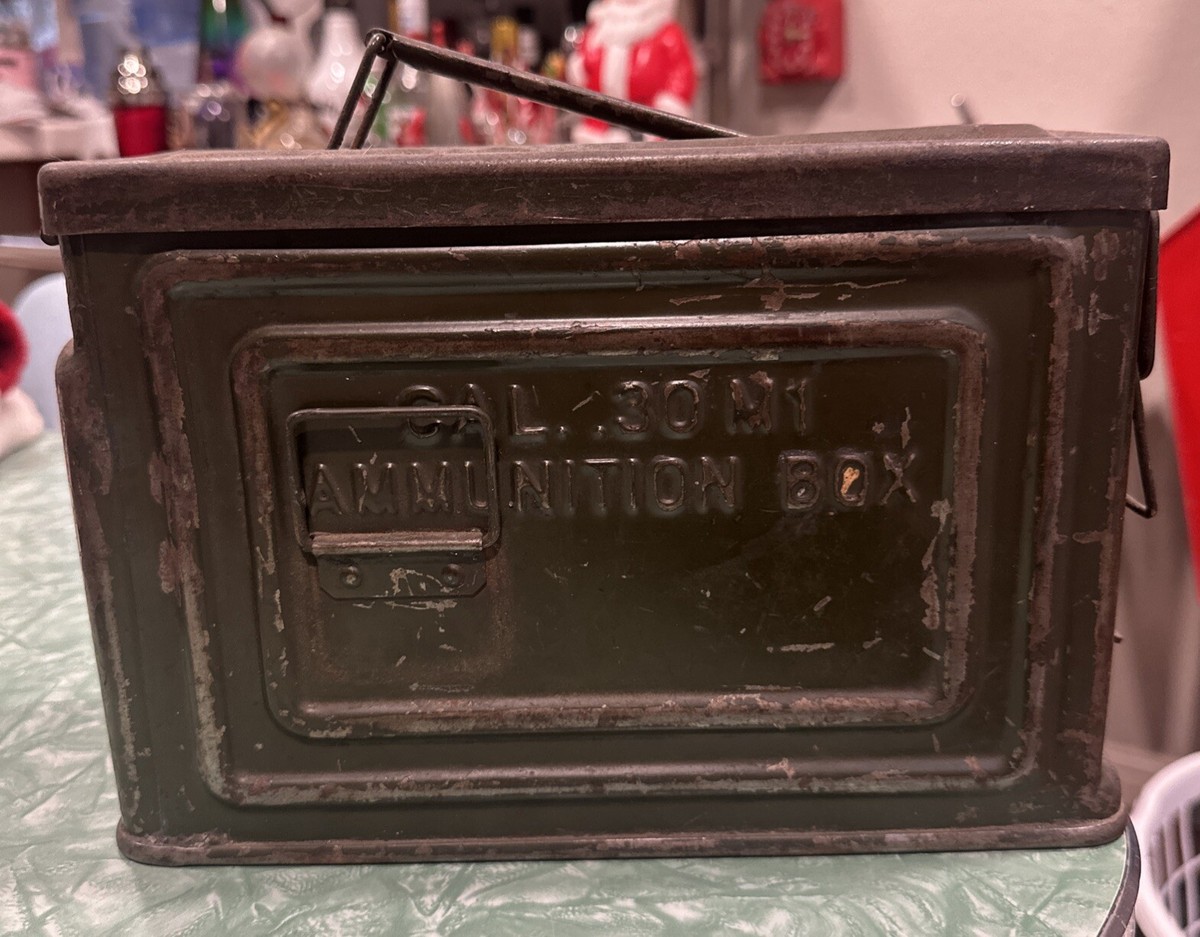 CAL. .30 M1
AMMUNITION BOX